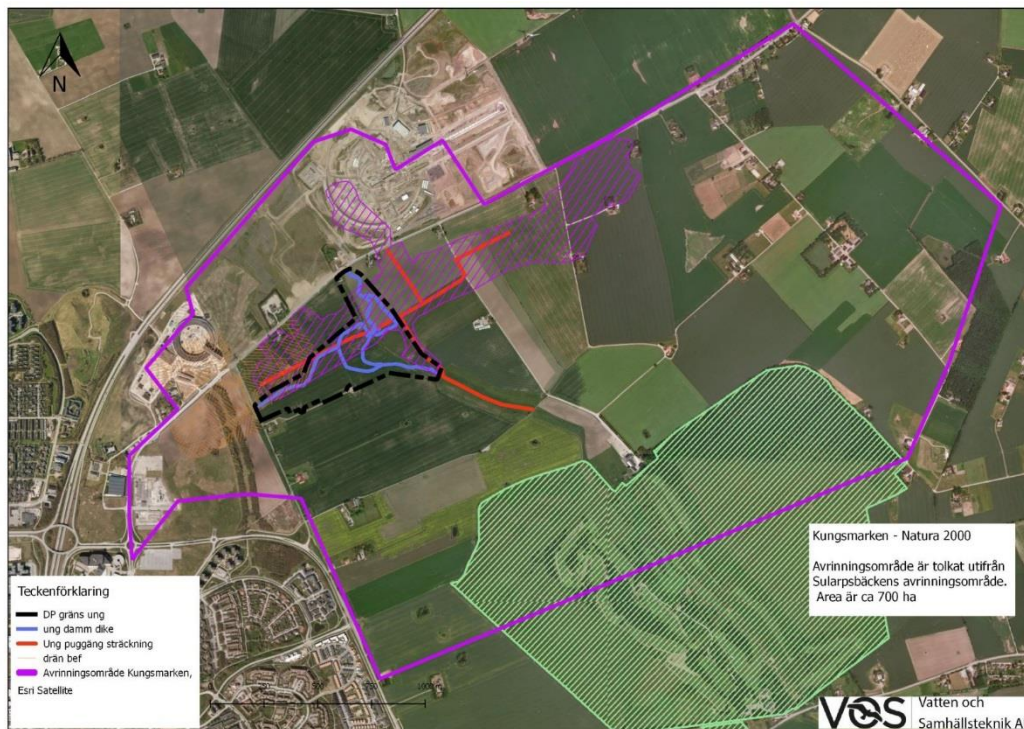 N
Kungsmarken - Natura 2000
Avrinningsområde är tolkat utifrån
Sularpsbäckens avrinningsområde.
Area är ca 700 ha
Teckenförklaring
DP gräns ung
ung damm dike
Ung puggäng sträckning
drän bef
Avrinningsområde Kungsmarken,
Esri Satellite
VOS
Vatten och
Samhällsteknik A